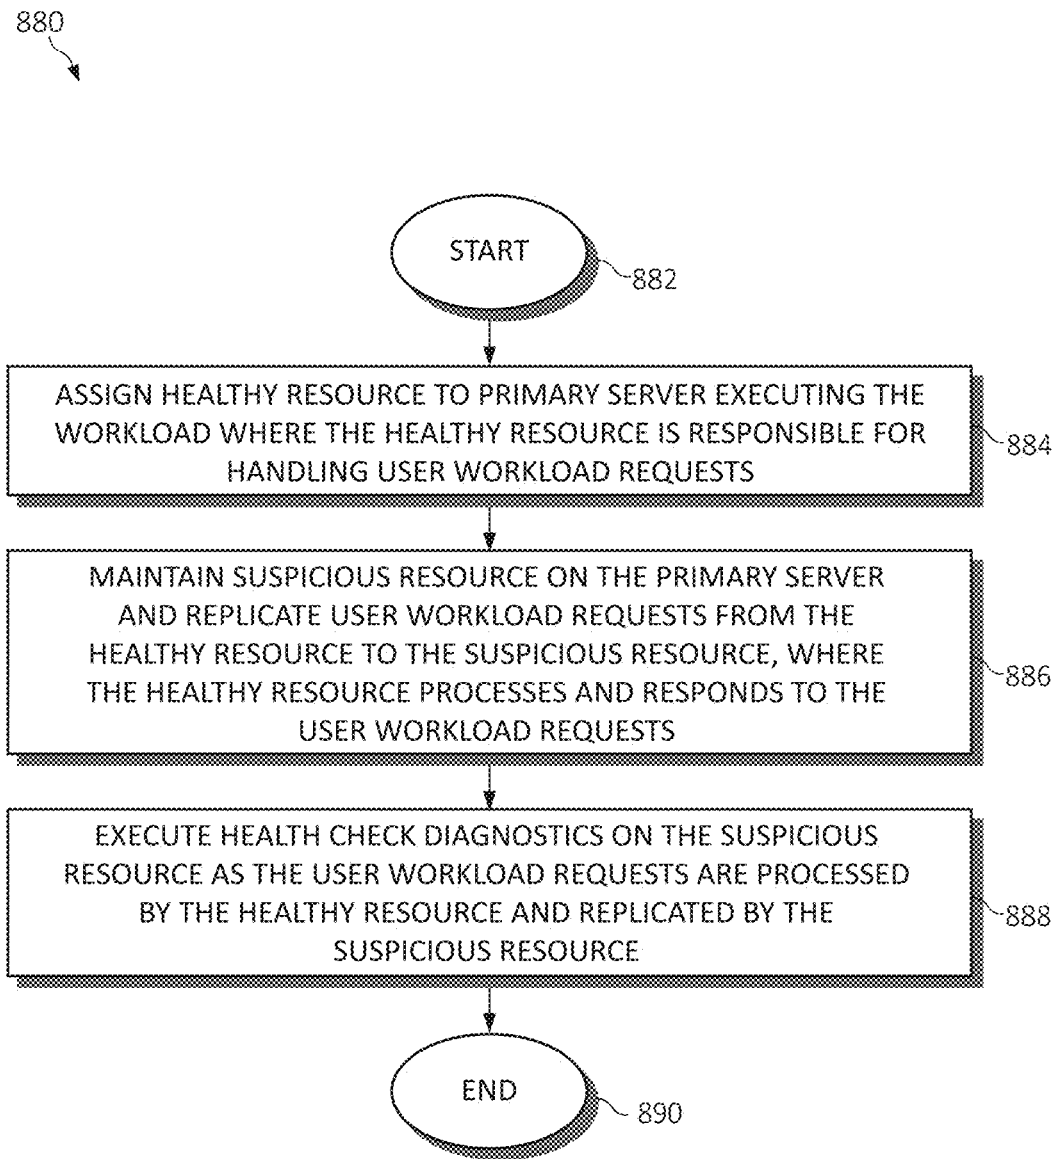 880
START
882
ASSIGN HEALTHY RESOURCE TO PRIMARY SERVER EXECUTING THE
WORKLOAD WHERE THE HEALTHY RESOURCE IS RESPONSIBLE FOR
HANDLING USER WORKLOAD REQUESTS
884
MAINTAIN SUSPICIOUS RESOURCE ON THE PRIMARY SERVER
AND REPLICATE USER WORKLOAD REQUESTS FROM THE
HEALTHY RESOURCE TO THE SUSPICIOUS RESOURCE, WHERE
THE HEALTHY RESOURCE PROCESSES AND RESPONDS TO THE
USER WORKLOAD REQUESTS
886
EXECUTE HEALTH CHECK DIAGNOSTICS ON THE SUSPICIOUS
RESOURCE AS THE USER WORKLOAD REQUESTS ARE PROCESSED
BY THE HEALTHY RESOURCE AND REPLICATED BY THE
SUSPICIOUS RESOURCE
888
END
890